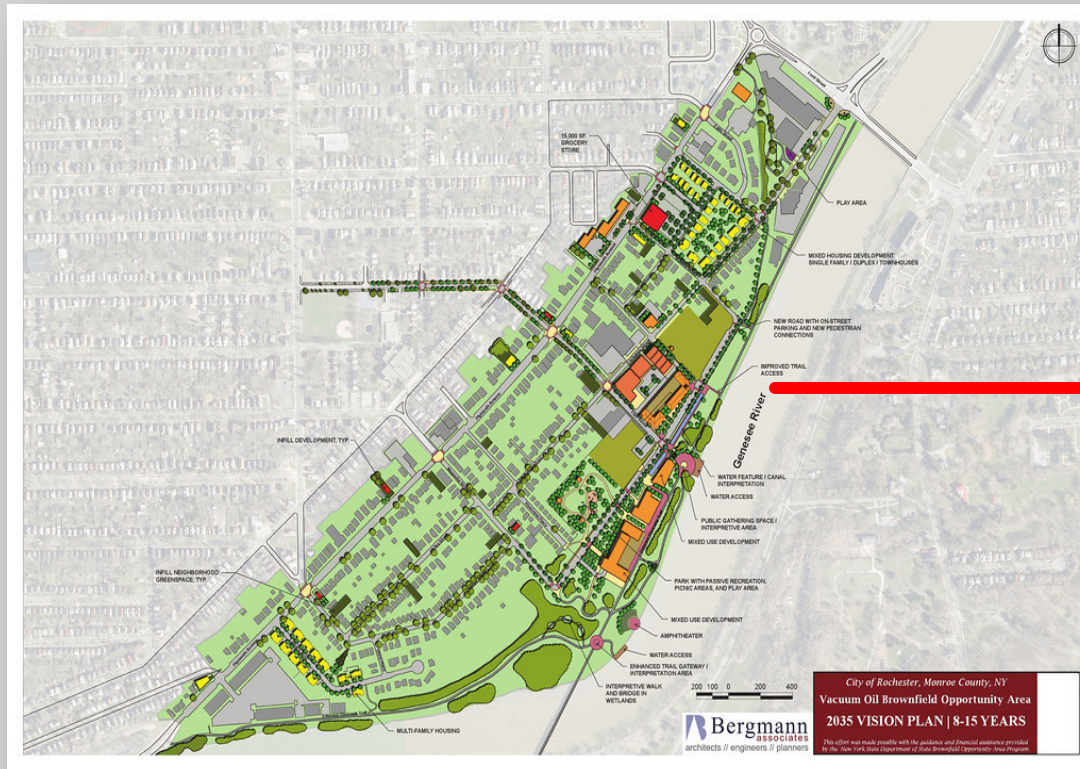 Ford Street
15,000 SF
GROCERY
STORE
PLAY AREA
MIXED HOUSING DEVELOPMENT
SINGLE FAMILY / DUPLEX / TOWNHOUSES
NEW ROAD WITH ON-STREET
PARKING AND NEW PEDESTRIAN
CONNECTIONS
IMPROVED TRAIL
ACCESS
Genesee River
Plymouth Avenue
INFILL DEVELOPMENT, TYP.
WATER FEATURE / CANAL
INTERPRETATION
WATER ACCESS
PUBLIC GATHERING SPACE /
INTERPRETIVE AREA
MIXED USE DEVELOPMENT
INFILL NEIGHBORHOOD
GREENSPACE, TYP.
PARK WITH PASSIVE RECREATION,
PICNIC AREAS, AND PLAY AREA
MIXED USE DEVELOPMENT
AMPHITHEATER
WATER ACCESS
ENHANCED TRAIL GATEWAY /
INTERPRETATION AREA
INTERPRETIVE WALK
AND BRIDGE IN
WETLANDS
MULTI-FAMILY HOUSING
200 100 0 200 400
Bergmann
associates
architects // engineers // planners
City of Rochester, Monroe County, NY
Vacuum Oil Brownfield Opportunity Area
2035 VISION PLAN | 8-15 YEARS
This effort was made possible with the guidance and financial assistance provided
by the New York State Department of State Brownfield Opportunity Area Program.